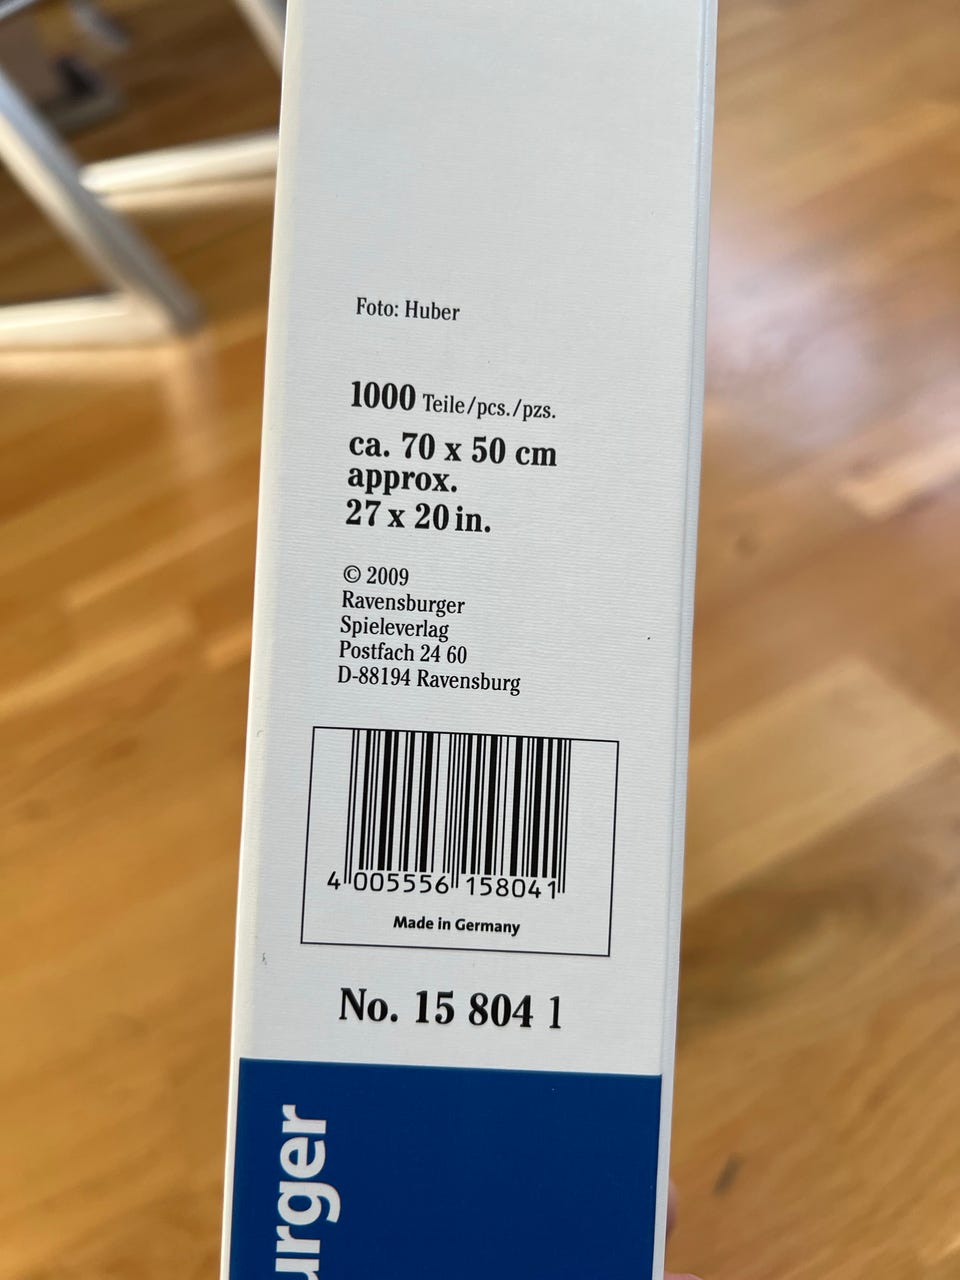 Foto: Huber
1000 Teile/pcs./pzs.
ca. 70 x 50 cm
approx.
27 x 20 in.
© 2009
Ravensburger
Spieleverlag
Postfach 24 60
D-88194 Ravensburg
4 005556 158041
Made in Germany
No. 15 804 1
urger